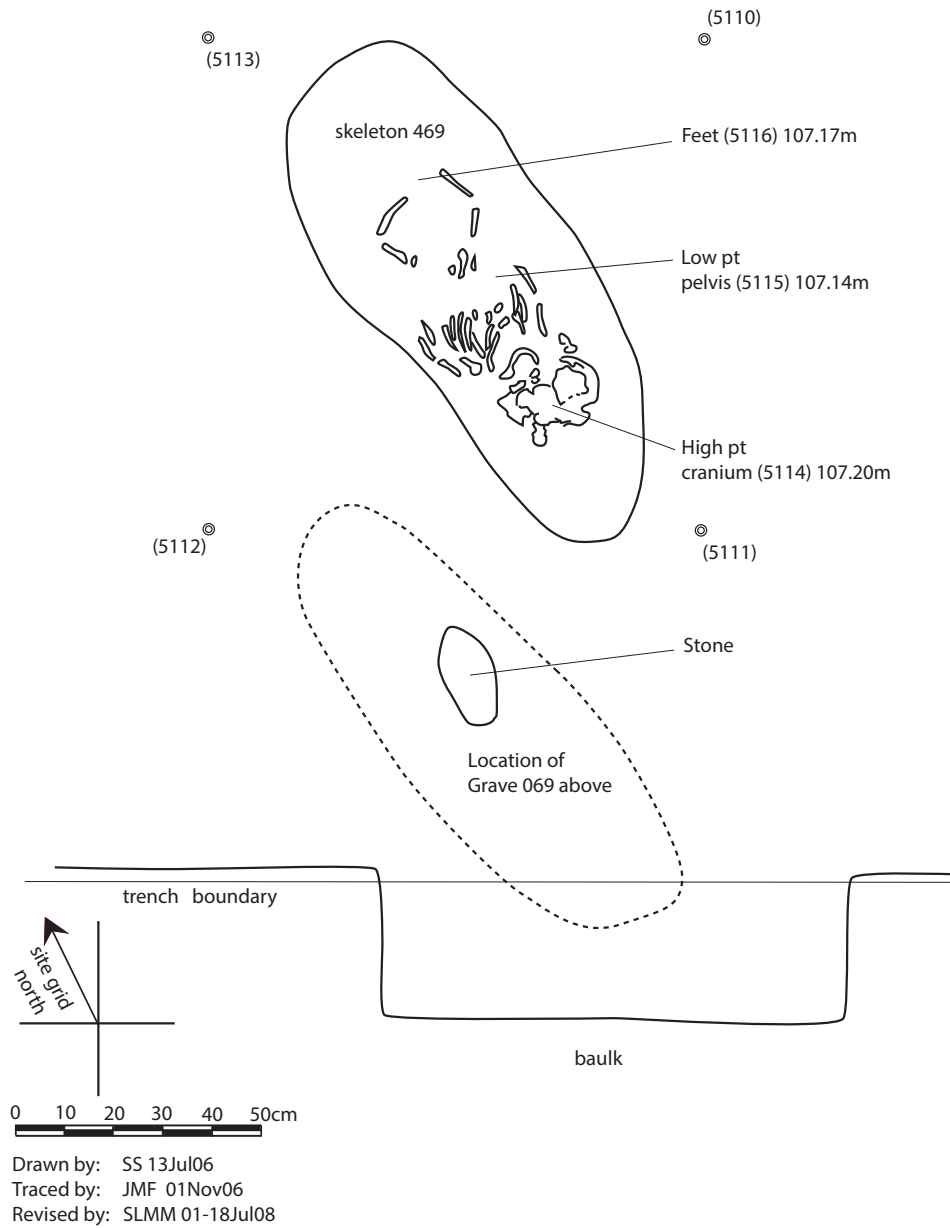 (5110)
(5113)
skeleton 469
Feet (5116) 107.17m
Low pt
pelvis (5115) 107.14m
High pt
cranium (5114) 107.20m
(5112)
(5111)
Stone
Location of
Grave 069 above
trench boundary
site grid
north
baulk
0 10 20 30 40 50cm
Drawn by: SS 13Jul06
Traced by: JMF 01Nov06
Revised by: SLMM 01-18Jul08